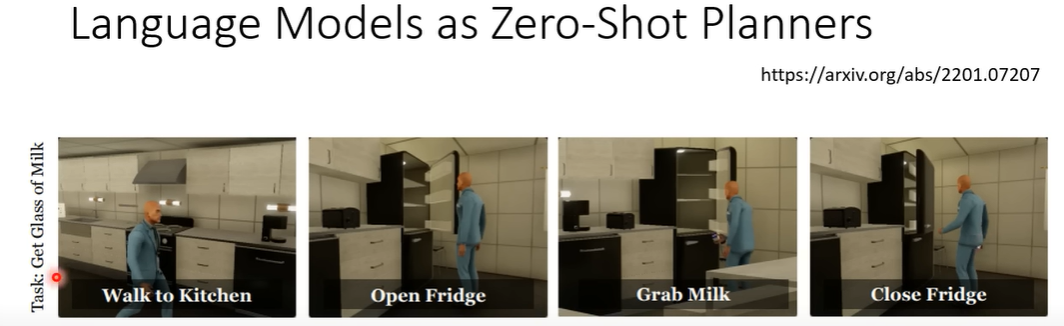 Language Models as Zero-Shot Planners
https://arxiv.org/abs/2201.07207
Task: Get Glass of Milk
Walk to Kitchen
Open Fridge
Grab Milk
Close Fridge